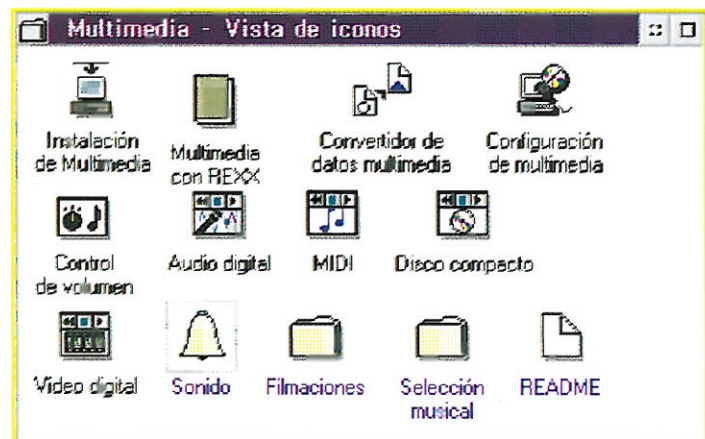 Multimedia - Vista de iconos
Instalación
de Multimedia
Multimedia
con REXX
Convertidor de
datos multimedia
Configuración
de multimedia
Control
de volumen
Audio digital
MIDI
Disco compacto
Video digital
Sonido
Filmaciones
Selección
musical
README